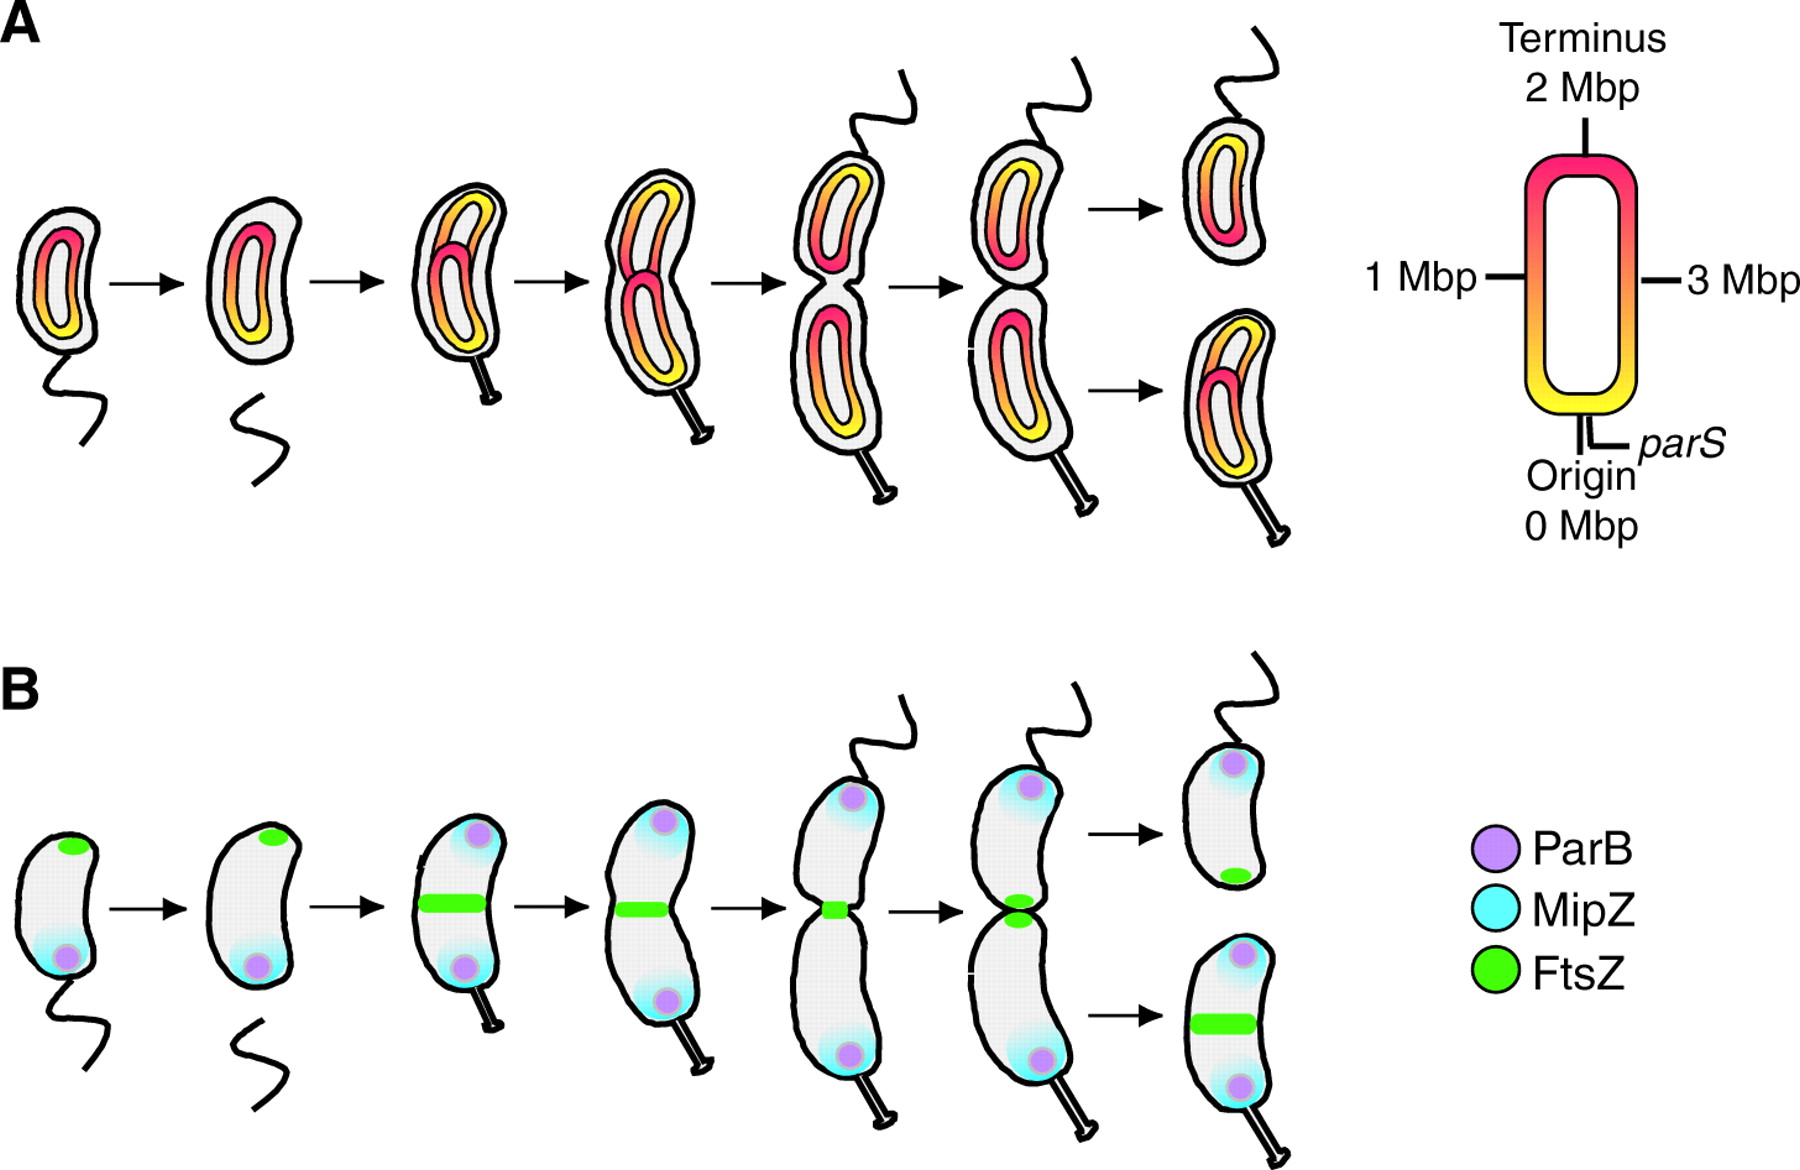 A
Terminus
2 Mbp
1 Mbp
3 Mbp
parS
Origin
0 Mbp
B
ParB
MipZ
FtsZ